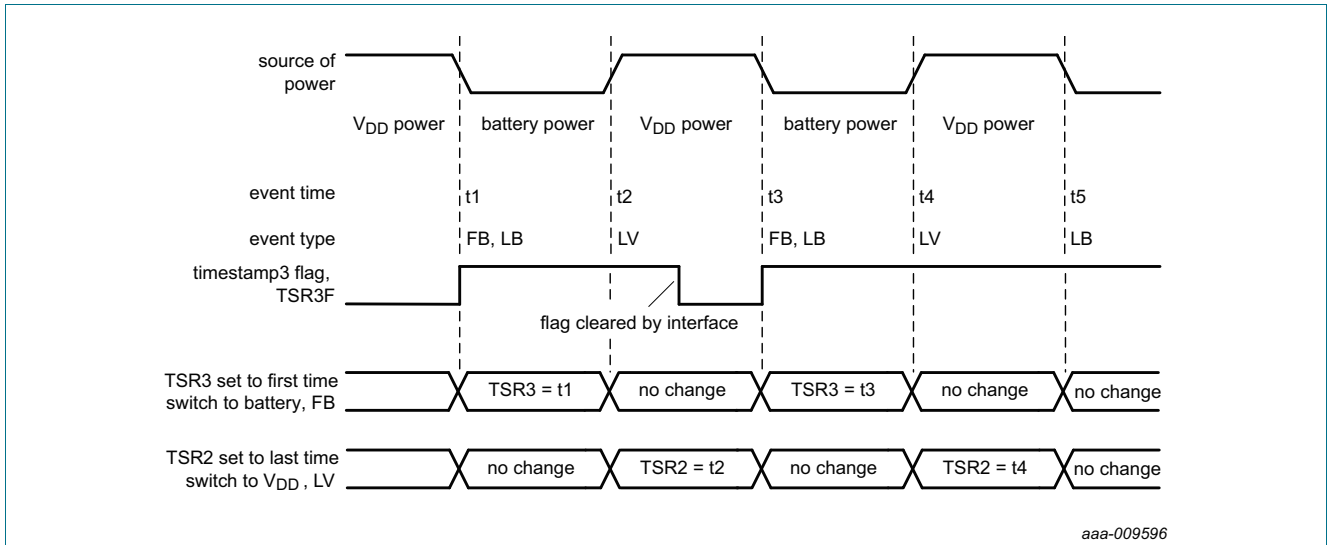 source of
power
V_DD power battery power V_DD power battery power V_DD power
event time t1 t2 t3 t4 t5
event type FB, LB LV FB, LB LV LB
timestamp3 flag,
TSR3F
flag cleared by interface
TSR3 set to first time
switch to battery, FB
TSR3 = t1 no change TSR3 = t3 no change no change
TSR2 set to last time
switch to V_DD , LV
no change TSR2 = t2 no change TSR2 = t4 no change
aaa-009596